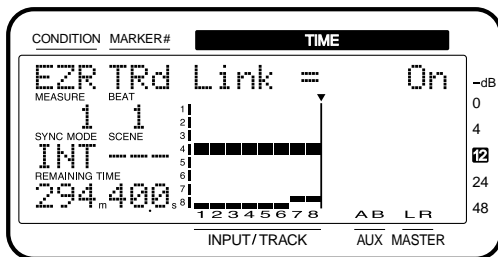 CONDITION MARKER# TIME
EZR TRd Link = On
MEASURE BEAT
1 1
SYNC MODE SCENE
INT ---
REMAINING TIME
294m400s
1
2
3
4
5
6
7
8
1 2 3 4 5 6 7 8 A B L R
INPUT/TRACK AUX MASTER
-dB
0
4
12
24
48